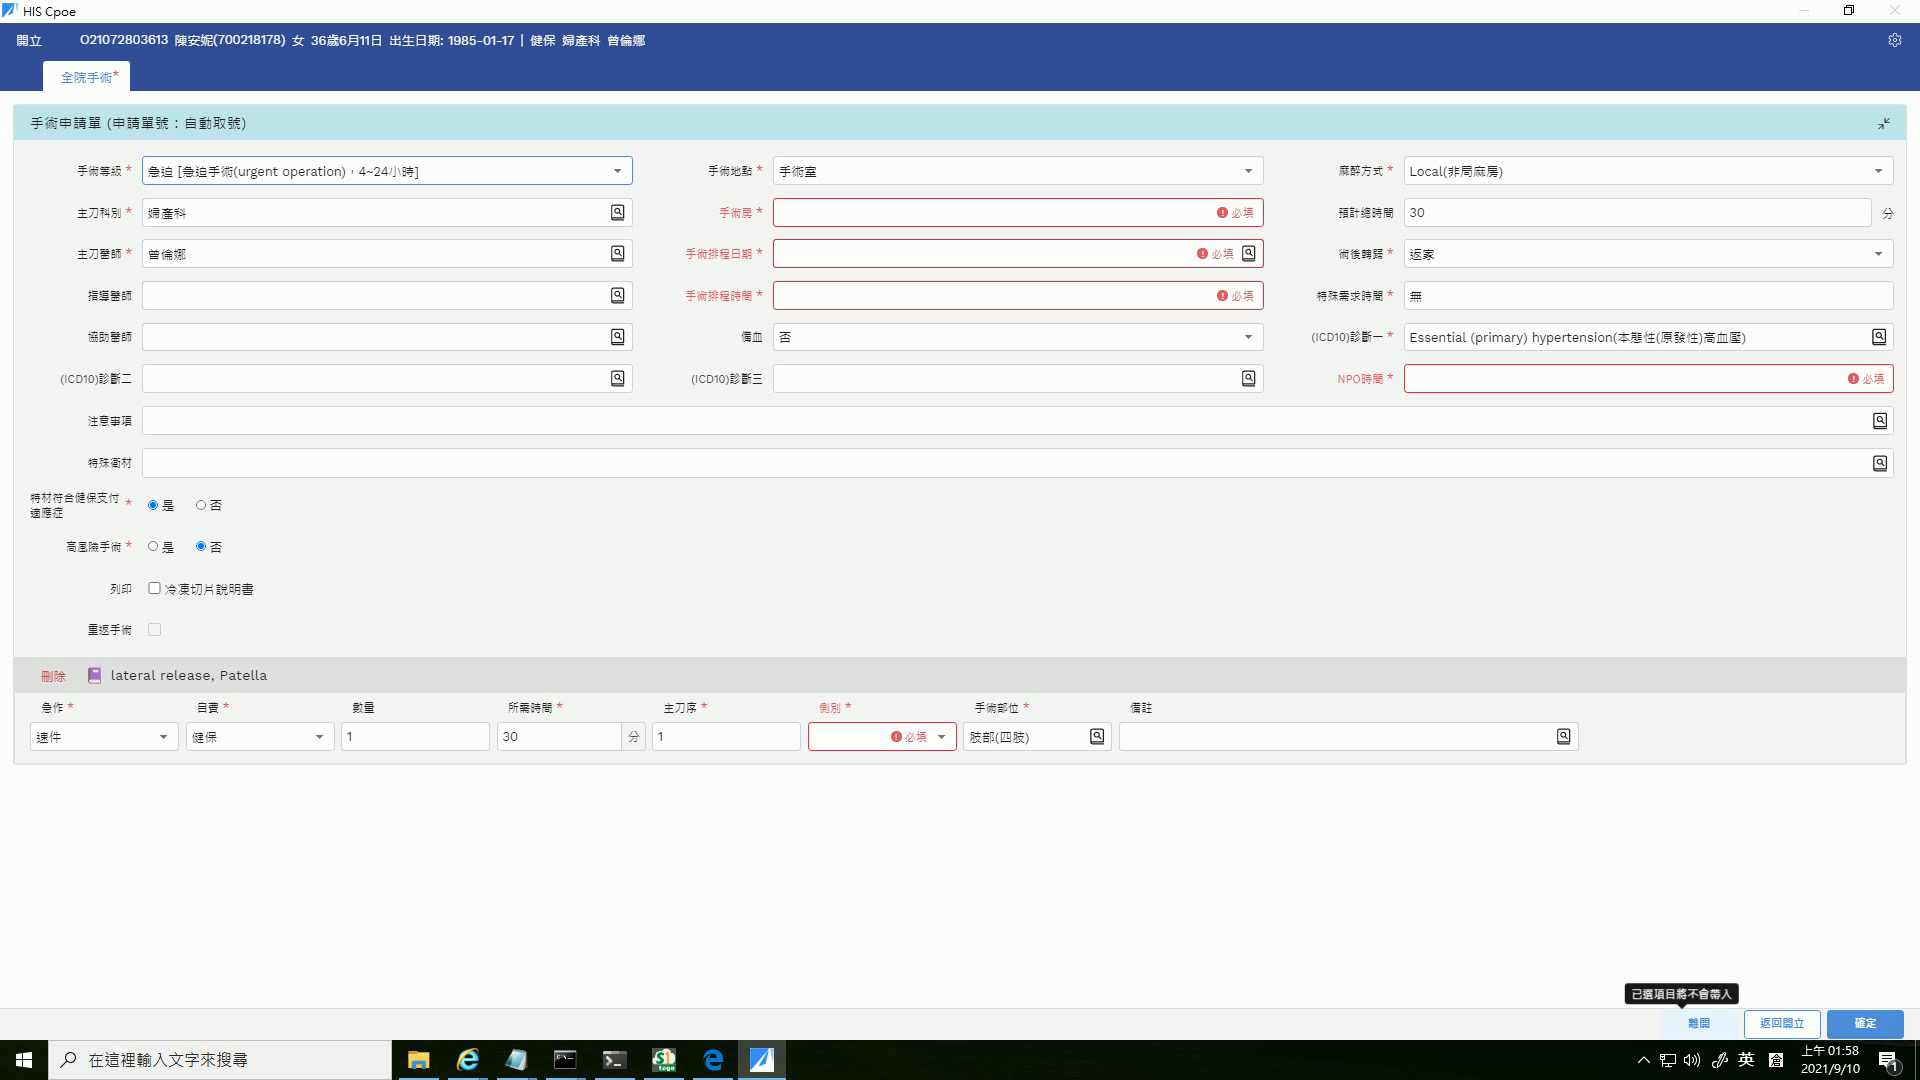 HIS Cpoe
開立 O21072803613 陳安妮(700218178) 女 36歲6月11日 出生日期: 1985-01-17 | 健保 婦產科 曾倫娜
全院手術*
手術申請單 (申請單號：自動取號)
手術等級 * 急迫 [急迫手術(urgent operation)，4~24小時] 手術地點 * 手術室 麻醉方式 * Local(非局麻房)
主刀科別 * 婦產科 手術房 * 必填 預計總時間 30 分
主刀醫師 * 曾倫娜 手術排程日期 * 必填 術後轉歸 * 返家
指導醫師 手術排程時間 * 必填 特殊需求時間 * 無
協助醫師 備血 否 (ICD10)診斷一 * Essential (primary) hypertension(本態性(原發性)高血壓)
(ICD10)診斷二 (ICD10)診斷三 NPO時間 * 必填
注意事項
特殊衛材
特材符合健保支付適應症 * 是 否
高風險手術 * 是 否
列印 冷凍切片說明書
重返手術
刪除 lateral release, Patella
急作 * 自費 * 數量 所需時間 * 主刀序 * 側別 * 手術部位 * 備註
速件 健保 1 30 分 1 必填 肢部(四肢)
已選項目將不會帶入
離開 返回開立 確定
在這裡輸入文字來搜尋
英
上午 01:58
2021/9/10
1